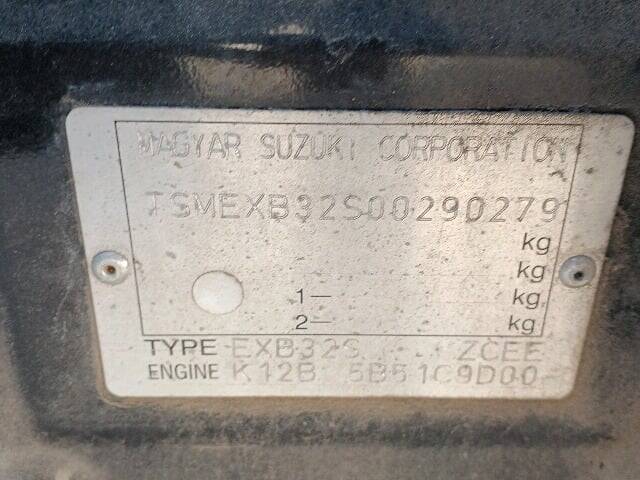 MAGYAR SUZUKI CORPORATION
TSMEXB32S00290279
kg
kg
1— kg
2— kg
TYPE EXB32S ZCEE
ENGINE K12B 5B51C9D00-